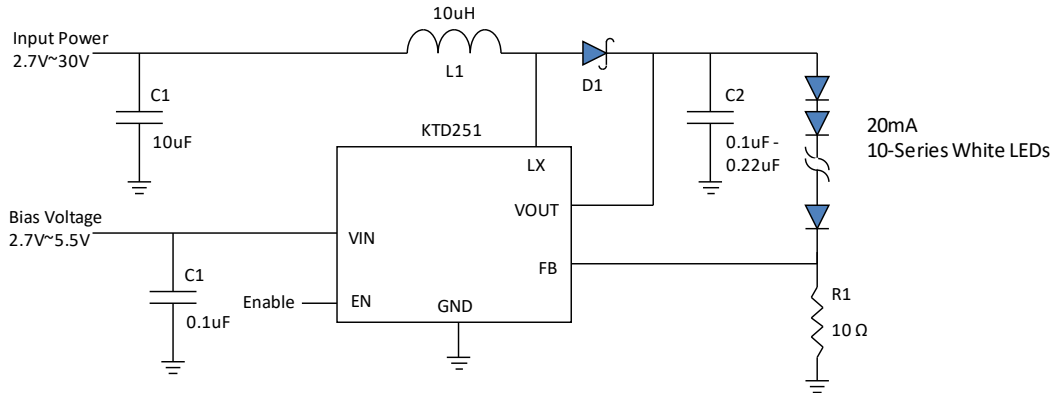 10uH
Input Power
2.7V~30V
L1
D1
C1
10uF
C2
0.1uF -
0.22uF
20mA
10-Series White LEDs
KTD251
LX
VOUT
Bias Voltage
2.7V~5.5V
VIN
FB
C1
0.1uF
Enable
EN
GND
R1
10 Ω